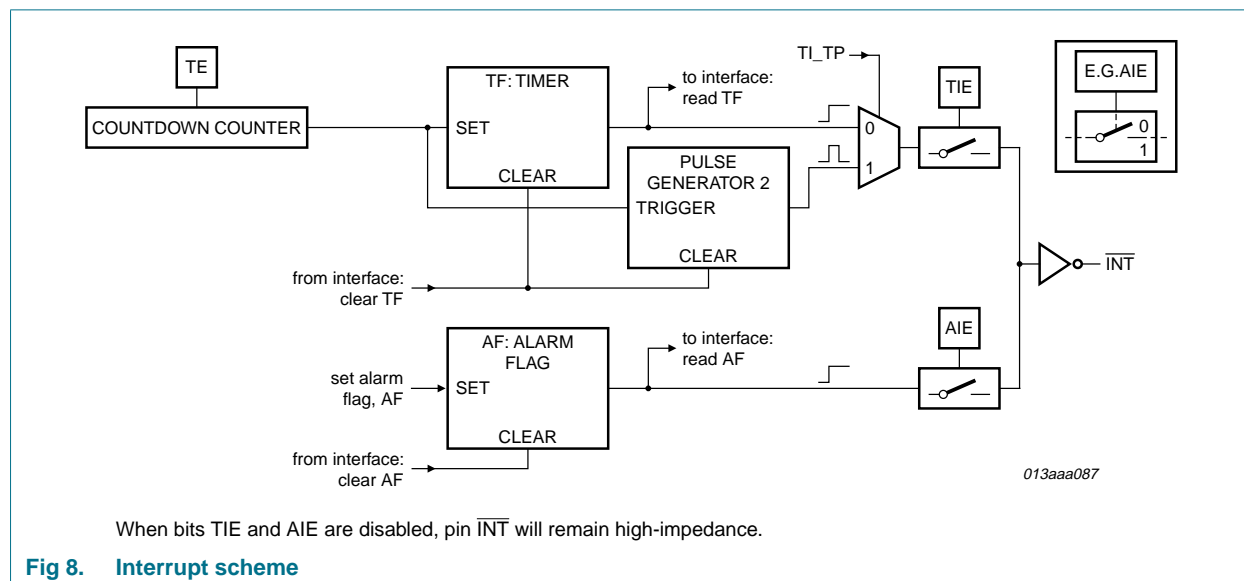 TE
COUNTDOWN COUNTER
TF: TIMER
SET
CLEAR
to interface:
read TF
PULSE
GENERATOR 2
TRIGGER
CLEAR
from interface:
clear TF
TI_TP
0
1
TIE
E.G.AIE
0
1
INT
AF: ALARM
FLAG
SET
CLEAR
set alarm
flag, AF
from interface:
clear AF
to interface:
read AF
AIE
013aaa087
When bits TIE and AIE are disabled, pin INT will remain high-impedance.
Fig 8. Interrupt scheme